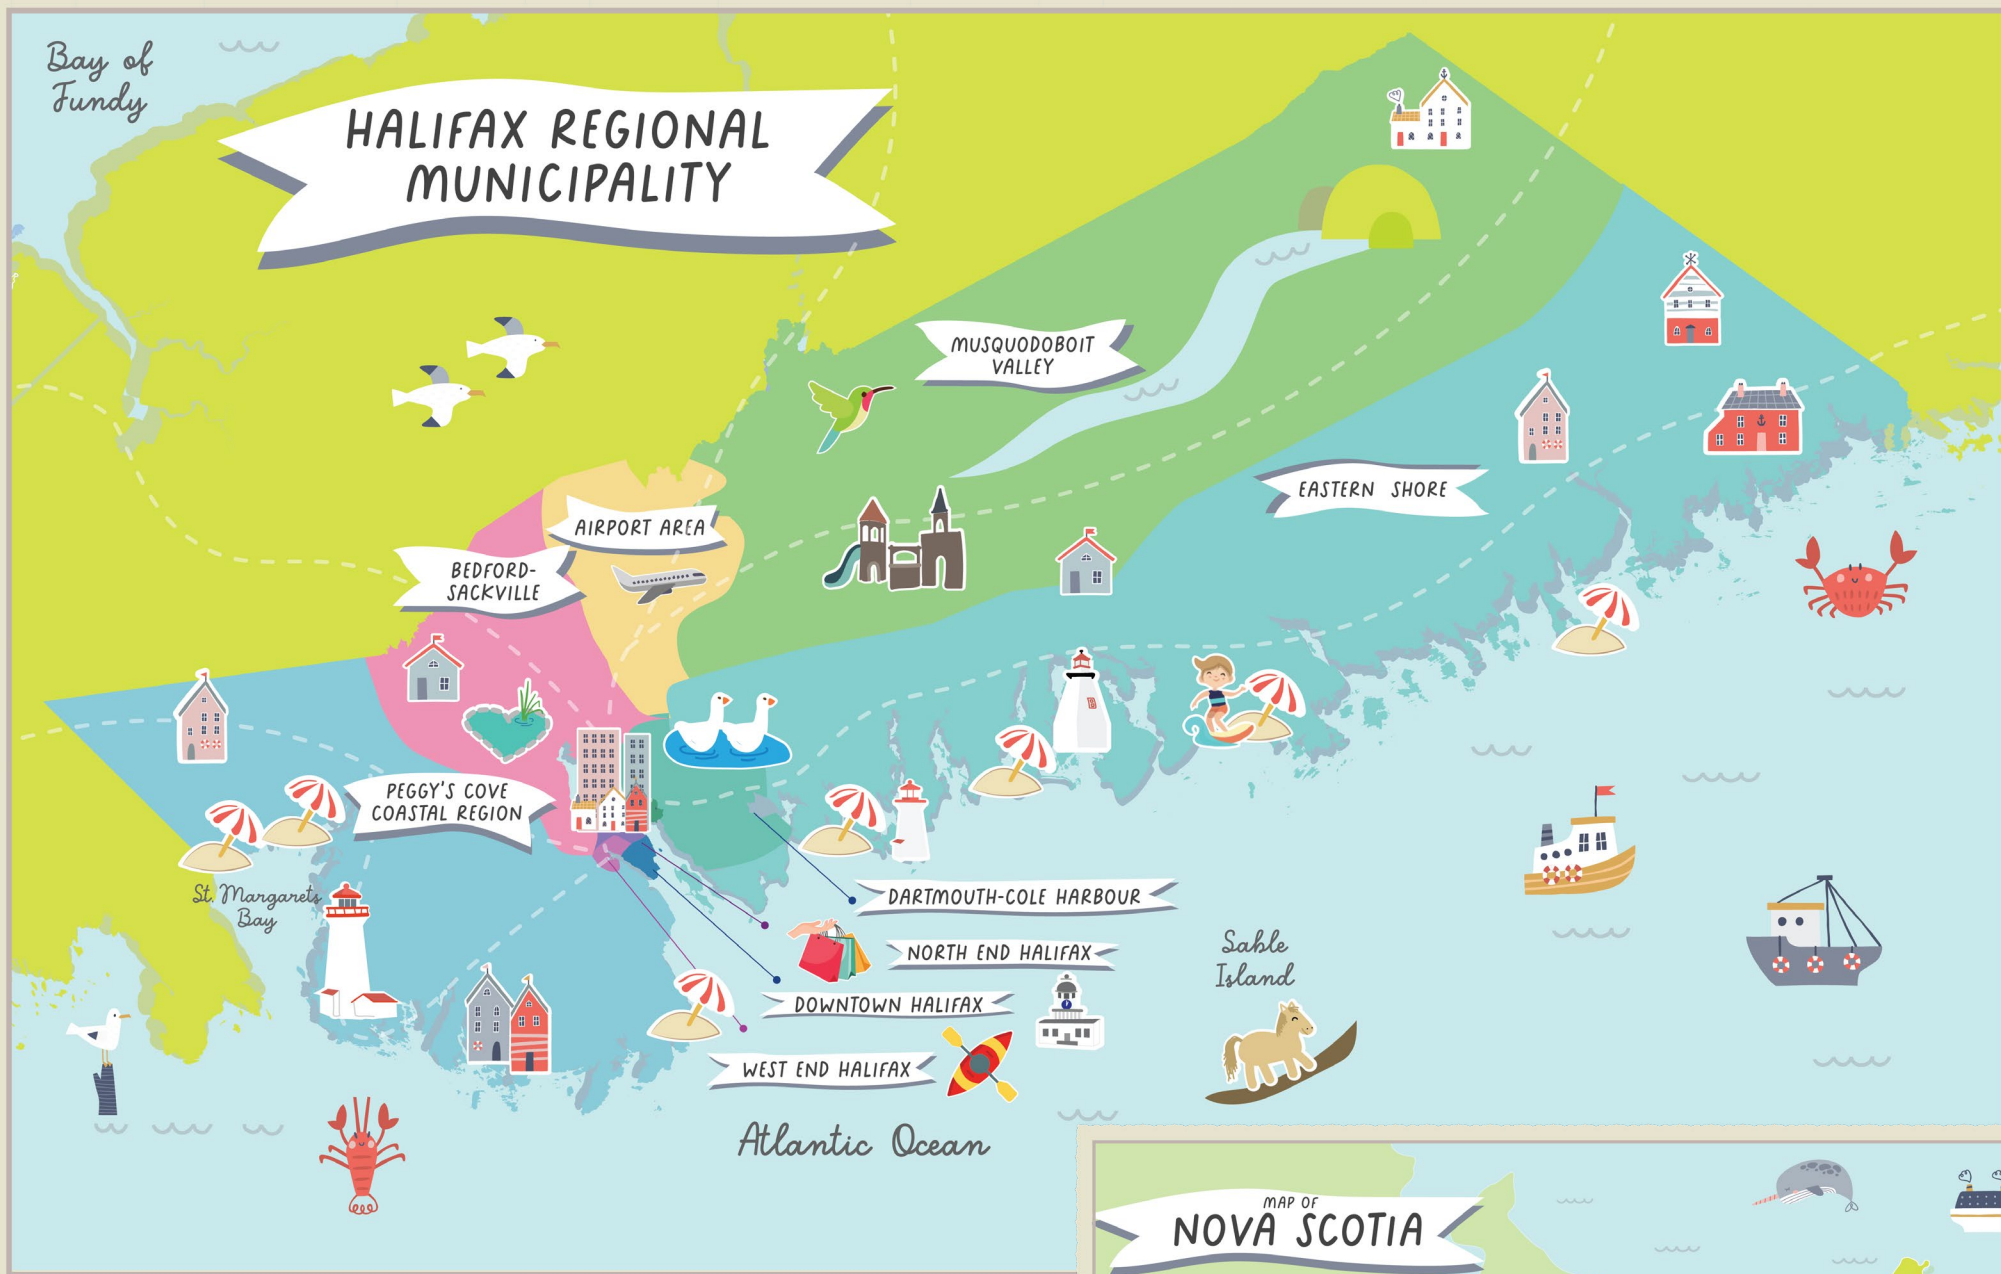 Bay of
Fundy
HALIFAX REGIONAL
MUNICIPALITY
MUSQUODOBOIT
VALLEY
EASTERN SHORE
AIRPORT AREA
BEDFORD-
SACKVILLE
PEGGY'S COVE
COASTAL REGION
St. Margarets
Bay
DARTMOUTH-COLE HARBOUR
NORTH END HALIFAX
DOWNTOWN HALIFAX
WEST END HALIFAX
Sable
Island
Atlantic Ocean
MAP OF
NOVA SCOTIA